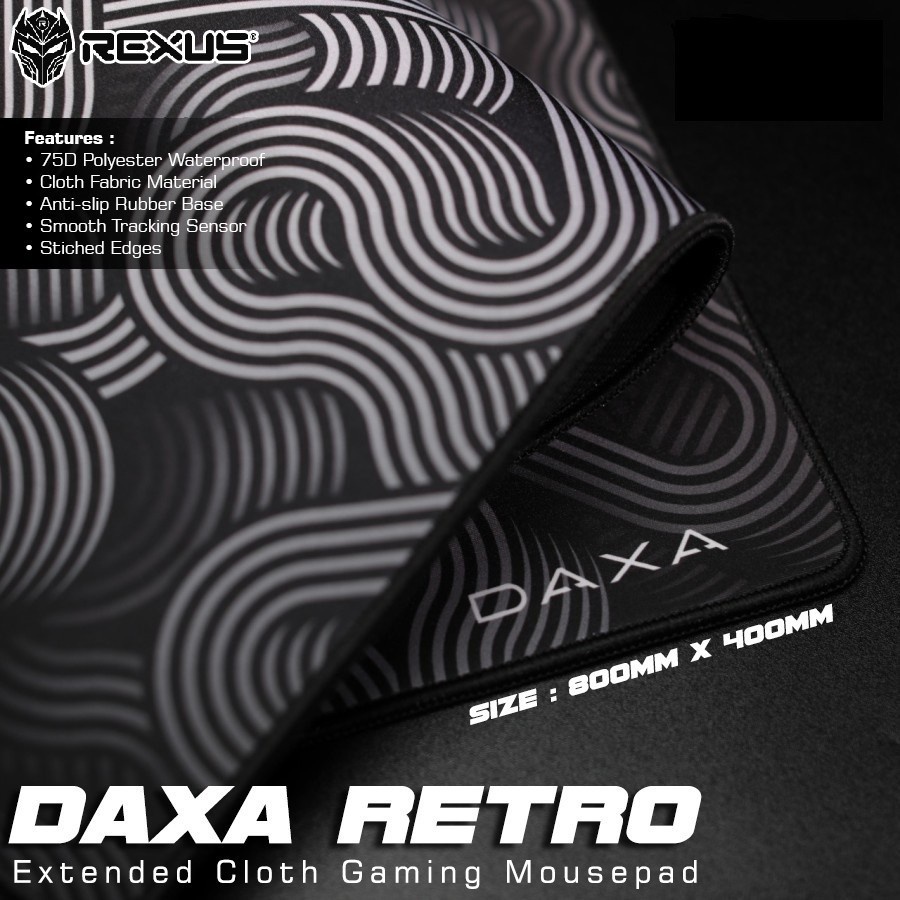 REXUS®
Features :
• 75D Polyester Waterproof
• Cloth Fabric Material
• Anti-slip Rubber Base
• Smooth Tracking Sensor
• Stiched Edges
DAXA
SIZE : 800MM X 400MM
DAXA RETRO
Extended Cloth Gaming Mousepad